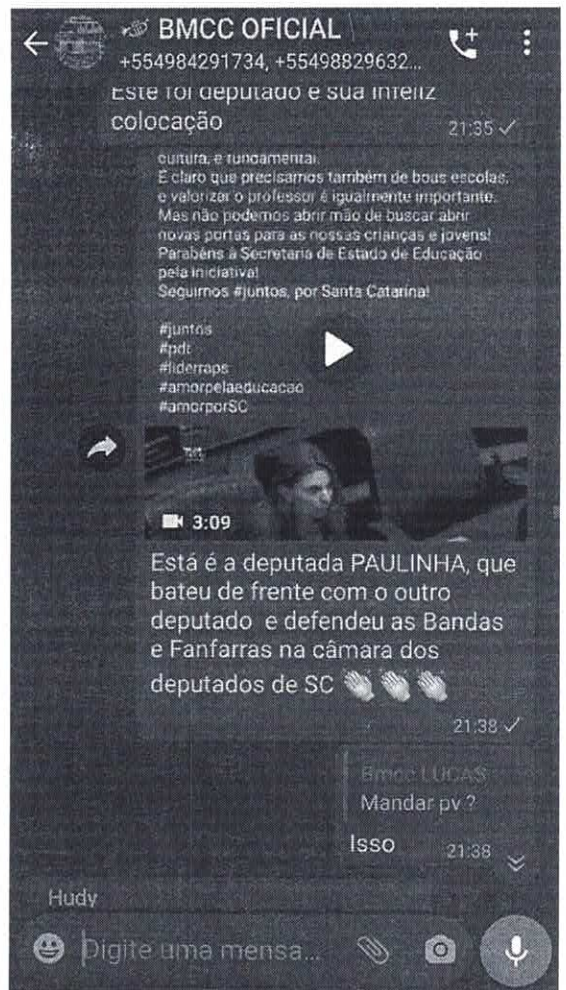 BMCC OFICIAL
+554984291734, +55498829632...
Este foi deputado e sua infeliz
colocação
21:35
cultura, é fundamental.
É claro que precisamos também de boas escolas,
e valorizar o professor é igualmente importante.
Mas não podemos abrir mão de buscar abrir
novas portas para as nossas crianças e jovens!
Parabéns à Secretaria de Estado de Educação
pela iniciativa!
Seguimos #juntos, por Santa Catarina!
#juntos
#pdt
#liderraps
#amorpelaeducacao
#amorporSC
3:09
Está é a deputada PAULINHA, que
bateu de frente com o outro
deputado e defendeu as Bandas
e Fanfarras na câmara dos
deputados de SC 👏👏👏
21:38
Bmcc LUCAS
Mandar pv ?
Isso
21:38
Hudy
Digite uma mensa...